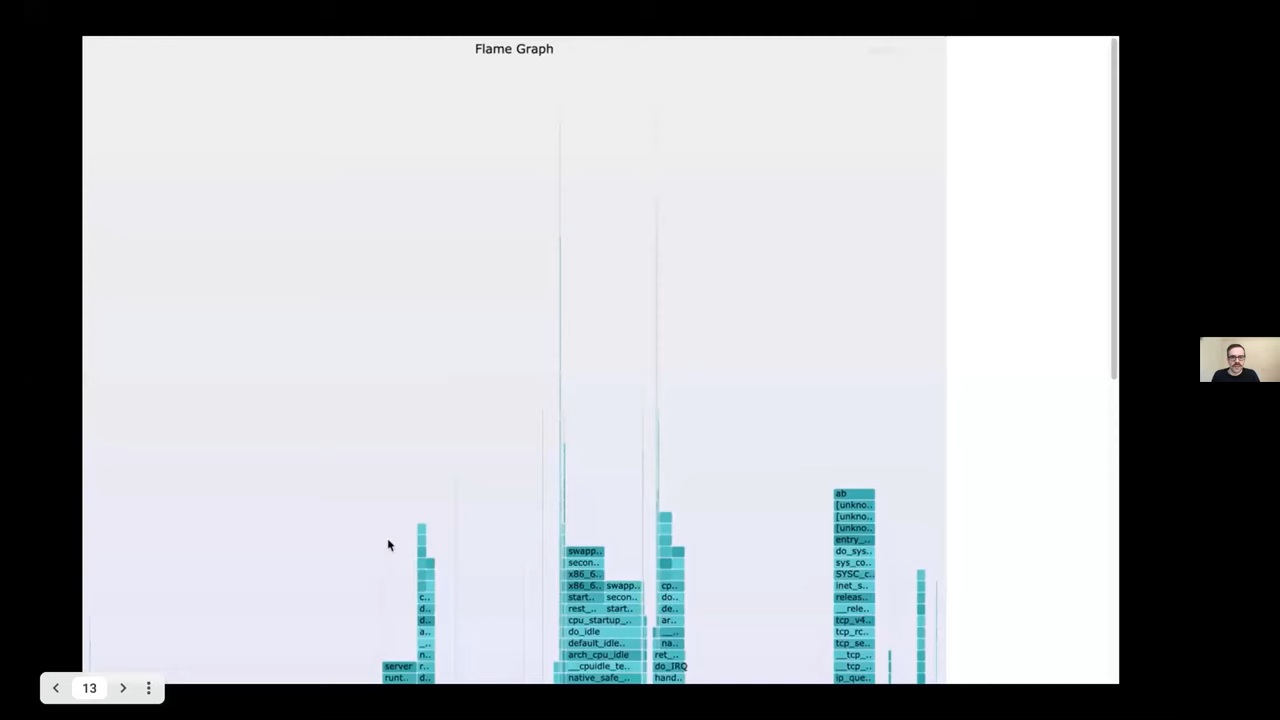 Flame Graph
ab
[unkno..
[unkno..
[unkno..
entry_..
swapp.. do_sys..
secon.. sys_co..
x86_6.. SYSC_c..
x86_6.. swapp.. cp.. inet_s..
c.. start.. secon.. do.. releas..
d.. rest_.. start.. de.. __rele..
d.. cpu_startup_.. ar.. tcp_v4..
a.. do_idle __.. tcp_rc..
_.. default_idle.. na.. tcp_se..
n.. arch_cpu_idle ret_.. __tcp_..
server r.. __cpuidle_te.. do_IRQ __tcp_..
runt.. d.. native_safe_.. hand.. ip_que..
13